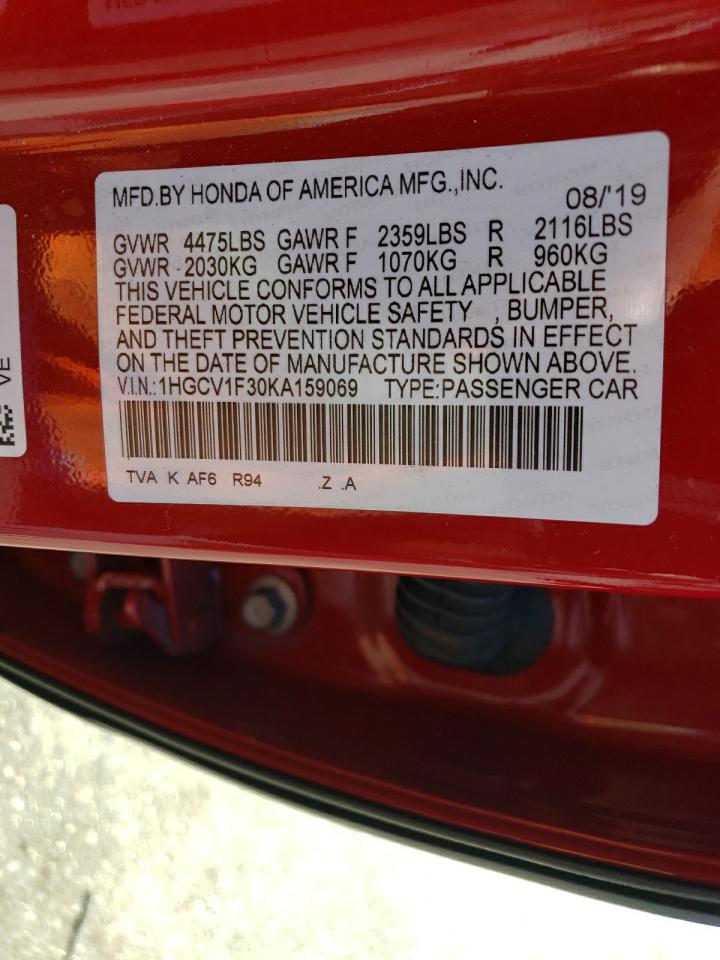 MFD.BY HONDA OF AMERICA MFG.,INC. 08/'19
GVWR 4475LBS GAWR F 2359LBS R 2116LBS
GVWR 2030KG GAWR F 1070KG R 960KG
THIS VEHICLE CONFORMS TO ALL APPLICABLE
FEDERAL MOTOR VEHICLE SAFETY , BUMPER,
AND THEFT PREVENTION STANDARDS IN EFFECT
ON THE DATE OF MANUFACTURE SHOWN ABOVE.
V.I.N.:1HGCV1F30KA159069 TYPE:PASSENGER CAR
TVA K AF6 R94 .Z .A
VE